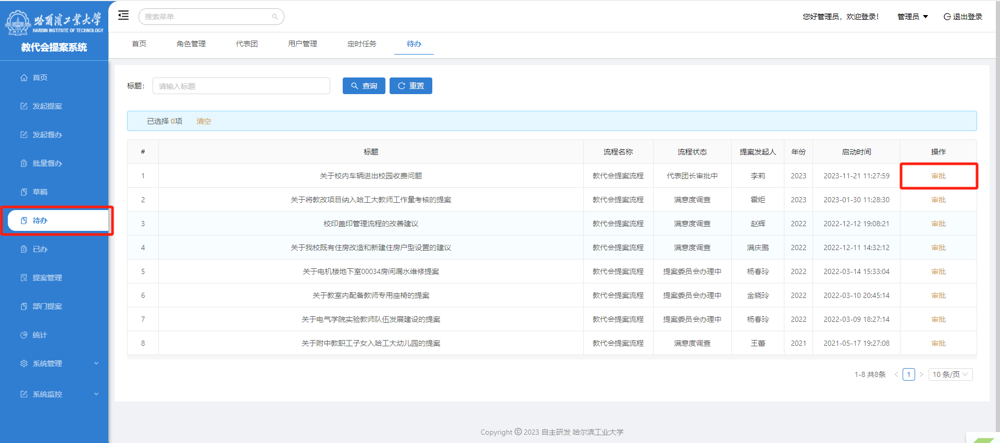 哈爾濱工業大学
HARBIN INSTITUTE OF TECHNOLOGY
教代会提案系统
搜索菜单
您好管理员，欢迎登录！ 管理员 退出登录
首页 角色管理 代表团 用户管理 定时任务 待办
首页
发起提案
发起督办
批量督办
草稿
待办
已办
提案管理
部门提案
统计
系统管理
系统监控
标题： 请输入标题 查询 重置
已选择 0项 清空
# 标题 流程名称 流程状态 提案发起人 年份 启动时间 操作
1 关于校内车辆进出校园收费问题 教代会提案流程 代表团长审批中 李莉 2023 2023-11-21 11:27:59 审批
2 关于将教改项目纳入哈工大教师工作量考核的提案 教代会提案流程 满意度调查 霍炬 2023 2023-01-30 11:28:30 审批
3 校印盖印管理流程的改善建议 教代会提案流程 满意度调查 赵辉 2022 2022-12-12 19:08:21 审批
4 关于我校既有住房改造和新建住房户型设置的建议 教代会提案流程 满意度调查 满庆鹏 2022 2022-12-11 14:32:12 审批
5 关于电机楼地下室00034房间漏水维修提案 教代会提案流程 提案委员会办理中 杨春玲 2022 2022-03-14 15:33:04 审批
6 关于教室内配备教师专用座椅的提案 教代会提案流程 提案委员会办理中 金晓玲 2022 2022-03-10 20:45:14 审批
7 关于电气学院实验教师队伍发展建设的提案 教代会提案流程 提案委员会办理中 杨春玲 2022 2022-03-09 18:27:14 审批
8 关于附中教职工子女入哈工大幼儿园的提案 教代会提案流程 满意度调查 王蕾 2021 2021-05-17 19:27:08 审批
1-8 共8条 < 1 > 10 条/页
Copyright © 2023 自主研发 哈尔滨工业大学